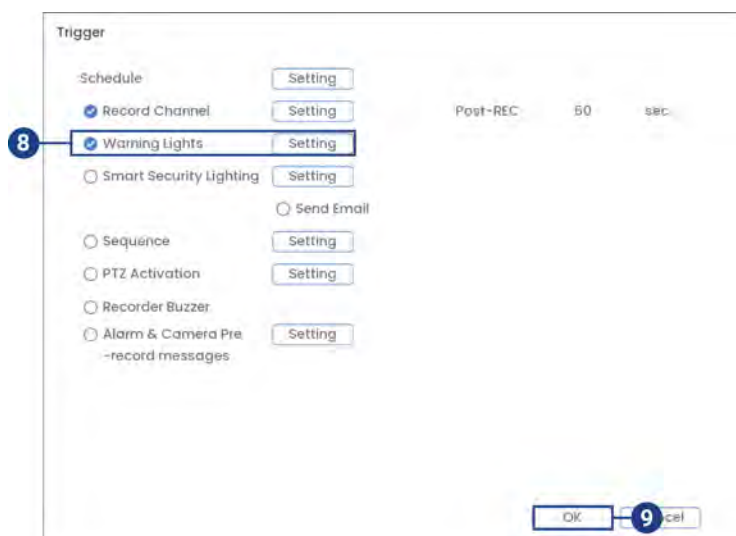 Trigger
Schedule Setting
Record Channel Setting Post-REC 60 sec.
8 Warning Lights Setting
Smart Security Lighting Setting
Send Email
Sequence Setting
PTZ Activation Setting
Recorder Buzzer
Alarm & Camera Pre Setting
-record messages
OK 9 cel